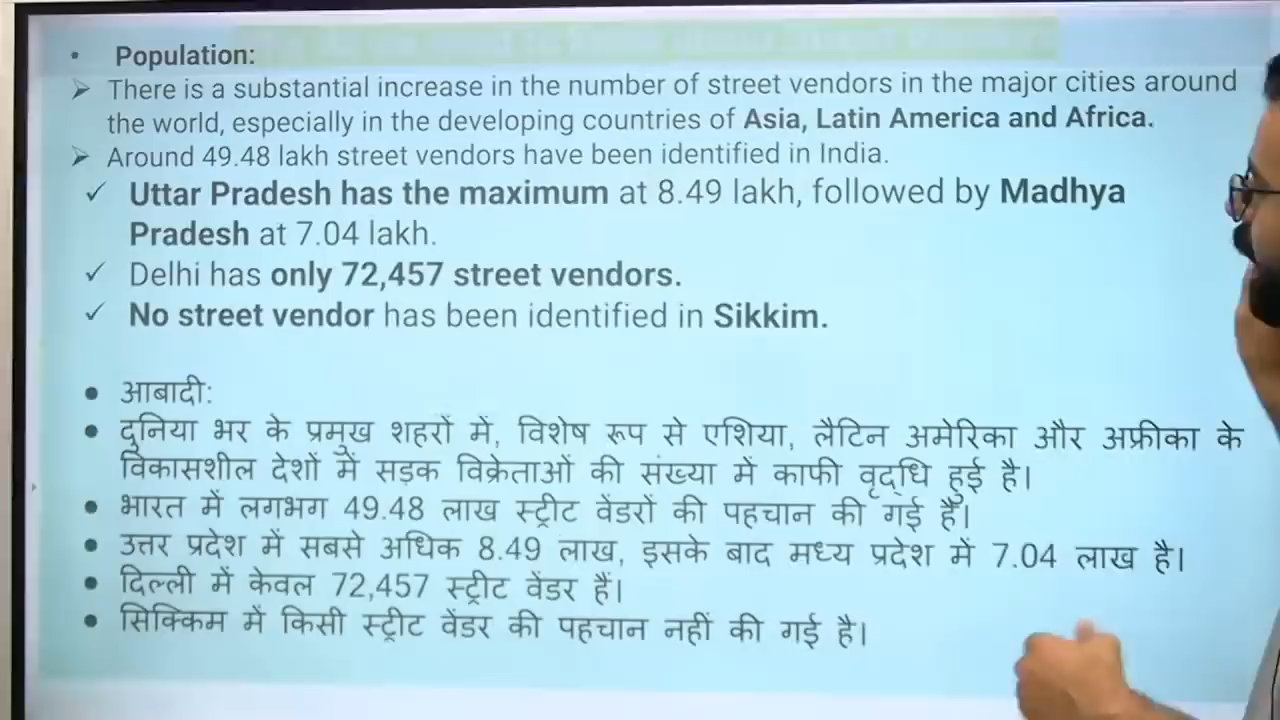 • Population:
➢ There is a substantial increase in the number of street vendors in the major cities around
the world, especially in the developing countries of Asia, Latin America and Africa.
➢ Around 49.48 lakh street vendors have been identified in India.
✓ Uttar Pradesh has the maximum at 8.49 lakh, followed by Madhya
Pradesh at 7.04 lakh.
✓ Delhi has only 72,457 street vendors.
✓ No street vendor has been identified in Sikkim.
• आबादी:
• दुनिया भर के प्रमुख शहरों में, विशेष रूप से एशिया, लैटिन अमेरिका और अफ्रीका के
विकासशील देशों में सड़क विक्रेताओं की संख्या में काफी वृद्धि हुई है।
• भारत में लगभग 49.48 लाख स्ट्रीट वेंडरों की पहचान की गई है।
• उत्तर प्रदेश में सबसे अधिक 8.49 लाख, इसके बाद मध्य प्रदेश में 7.04 लाख है।
• दिल्ली में केवल 72,457 स्ट्रीट वेंडर हैं।
• सिक्किम में किसी स्ट्रीट वेंडर की पहचान नहीं की गई है।